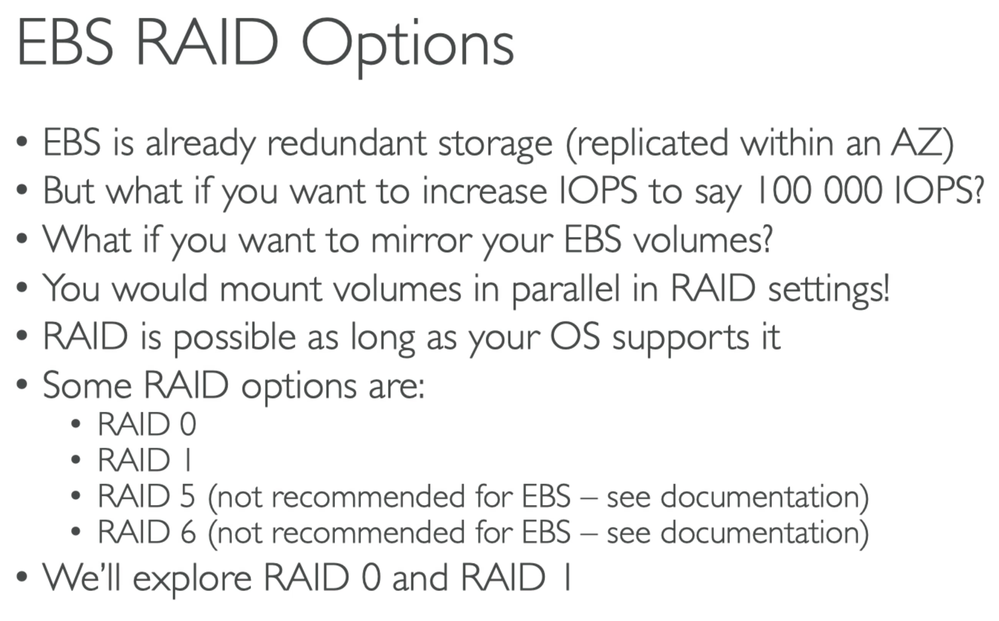 EBS RAID Options
• EBS is already redundant storage (replicated within an AZ)
• But what if you want to increase IOPS to say 100 000 IOPS?
• What if you want to mirror your EBS volumes?
• You would mount volumes in parallel in RAID settings!
• RAID is possible as long as your OS supports it
• Some RAID options are:
• RAID 0
• RAID 1
• RAID 5 (not recommended for EBS – see documentation)
• RAID 6 (not recommended for EBS – see documentation)
• We'll explore RAID 0 and RAID 1